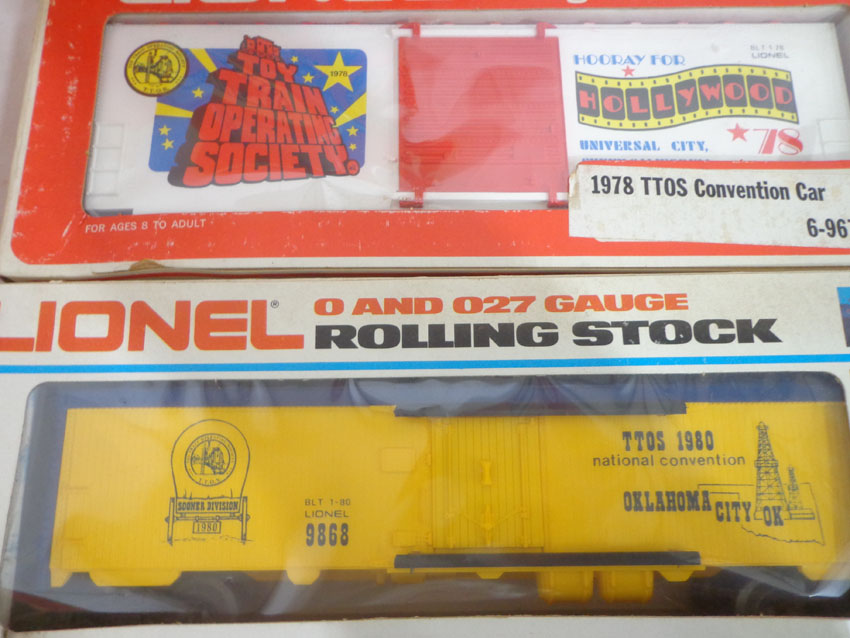 TOY
TRAIN
OPERATING
SOCIETY
1978
T.T.O.S.
BLT 1-78
LIONEL
HOORAY FOR
HOLLYWOOD
'78
UNIVERSAL CITY,
1978 TTOS Convention Car
6-967
FOR AGES 8 TO ADULT
LIONEL®
O AND 027 GAUGE
ROLLING STOCK
T.T.O.S.
SOONER DIVISION
1980
BLT 1-80
LIONEL
9868
TTOS 1980
national convention
OKLAHOMA
CITY OK